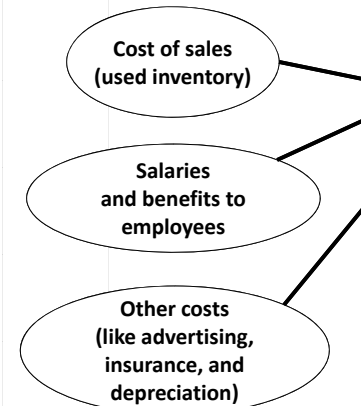 Cost of sales
(used inventory)
Salaries
and benefits to
employees
Other costs
(like advertising,
insurance, and
depreciation)